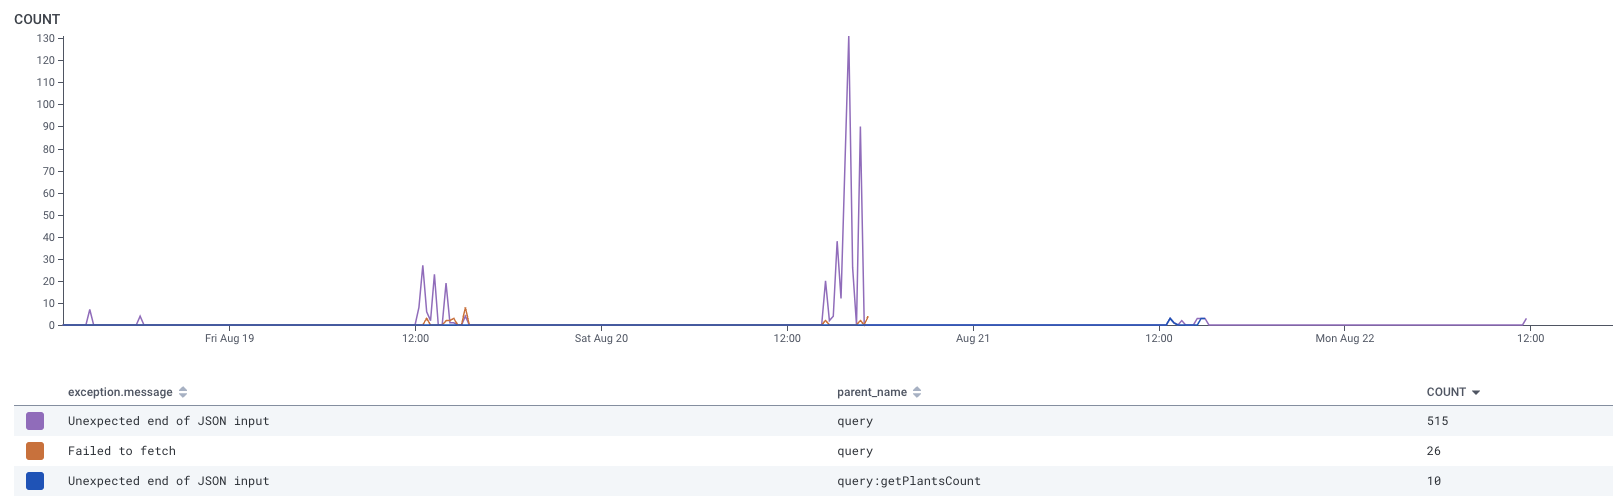 COUNT
130
120
110
100
90
80
70
60
50
40
30
20
10
0
Fri Aug 19 12:00 Sat Aug 20 12:00 Aug 21 12:00 Mon Aug 22 12:00
exception.message parent_name COUNT
Unexpected end of JSON input query 515
Failed to fetch query 26
Unexpected end of JSON input query:getPlantsCount 10